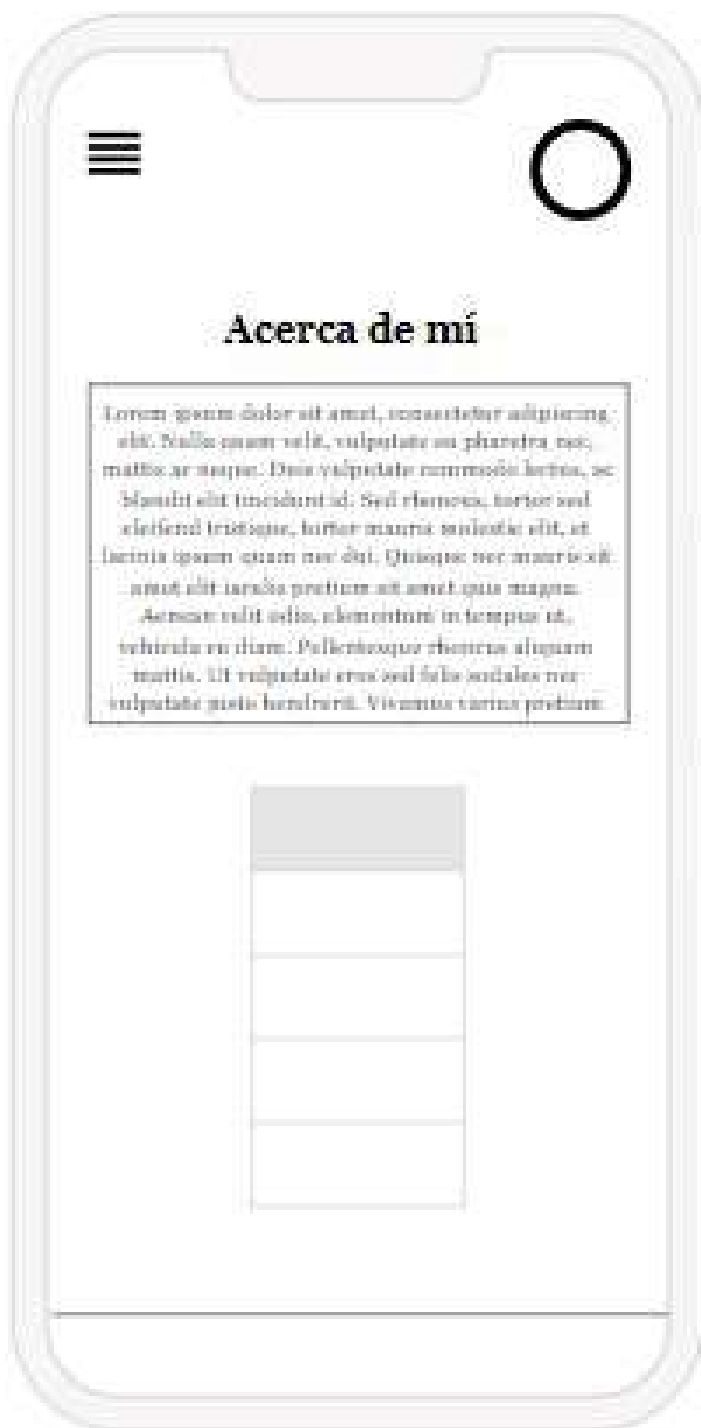 Acerca de mí
Lorem ipsum dolor sit amet, consectetur adipiscing
elit. Nulla quam velit, vulputate eu pharetra nec,
mattis ac neque. Duis vulputate commodo lectus, ac
blandit elit tincidunt id. Sed rhoncus, tortor sed
eleifend tristique, tortor mauris molestie elit, et
lacinia ipsum quam nec dui. Quisque nec mauris sit
amet elit iaculis pretium sit amet quis magna.
Aenean velit odio, elementum in tempus ut,
vehicula eu diam. Pellentesque rhoncus aliquam
mattis. Ut vulputate eros sed felis sodales nec
vulputate justo hendrerit. Vivamus varius pretium